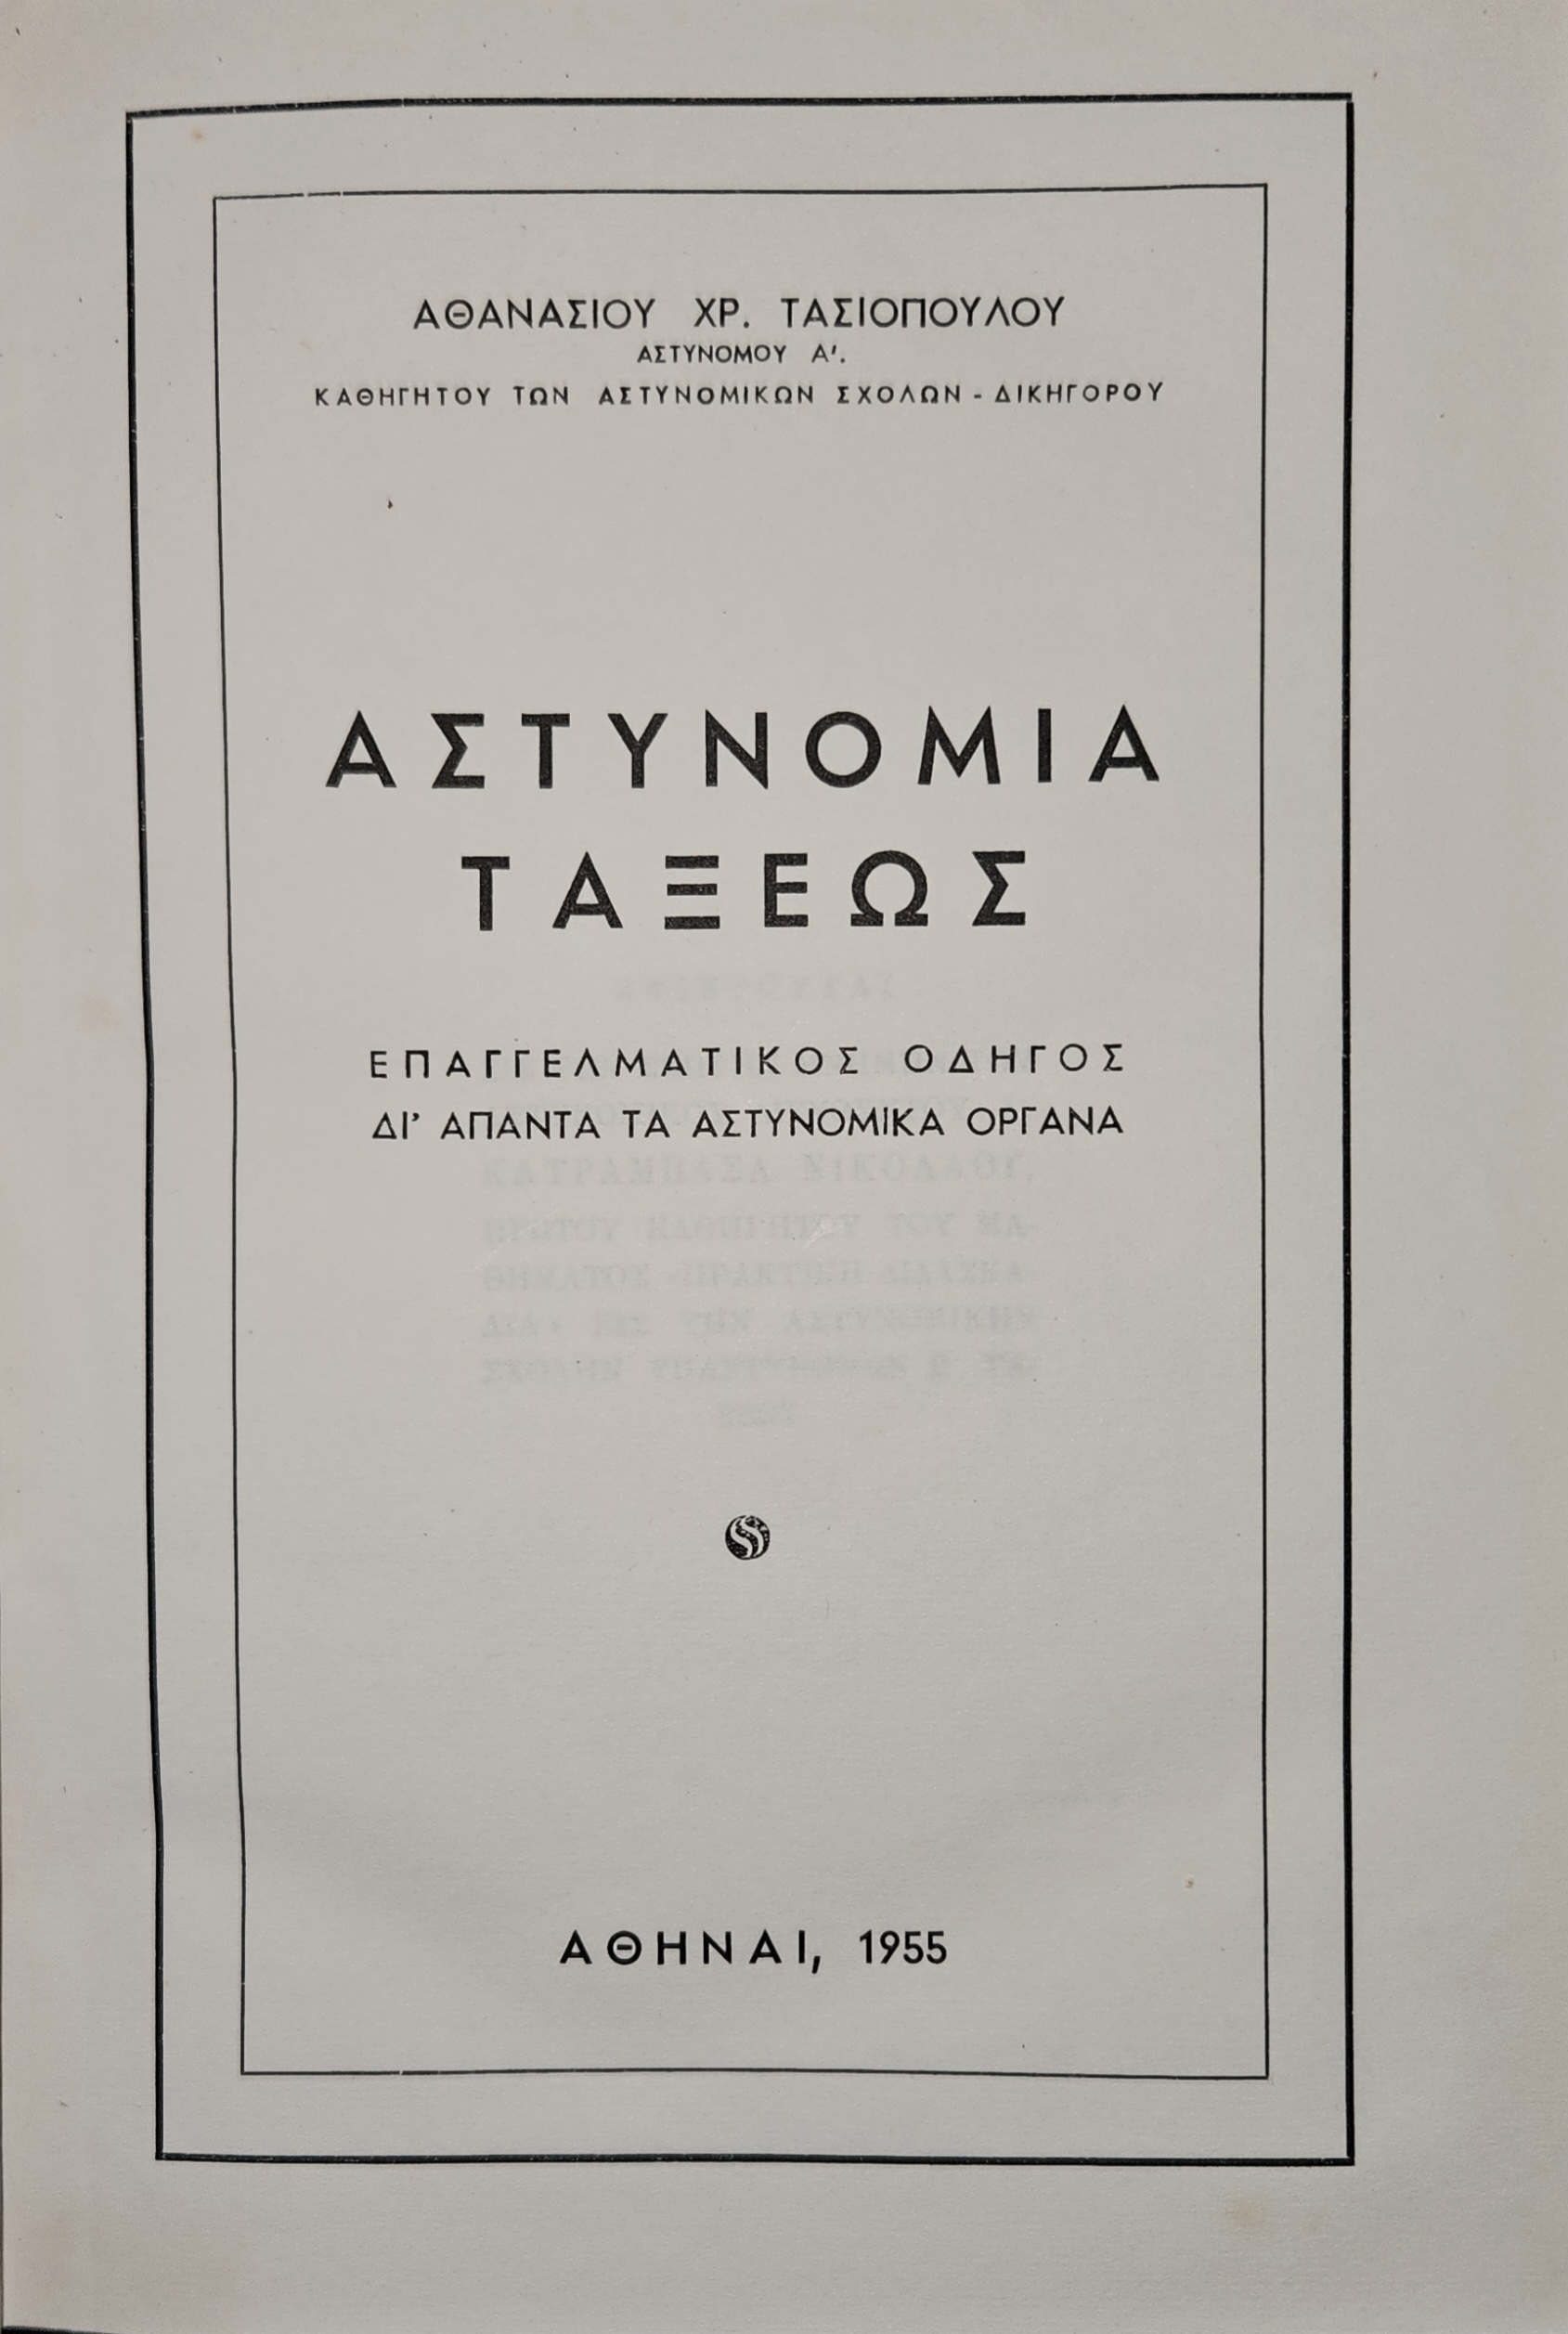 ΑΘΑΝΑΣΙΟΥ ΧΡ. ΤΑΣΙΟΠΟΥΛΟΥ
ΑΣΤΥΝΟΜΟΥ Α'.
ΚΑΘΗΓΗΤΟΥ ΤΩΝ ΑΣΤΥΝΟΜΙΚΩΝ ΣΧΟΛΩΝ - ΔΙΚΗΓΟΡΟΥ
ΑΣΤΥΝΟΜΙΑ
ΤΑΞΕΩΣ
ΕΠΑΓΓΕΛΜΑΤΙΚΟΣ ΟΔΗΓΟΣ
ΔΙ' ΑΠΑΝΤΑ ΤΑ ΑΣΤΥΝΟΜΙΚΑ ΟΡΓΑΝΑ
ΑΘΗΝΑΙ, 1955